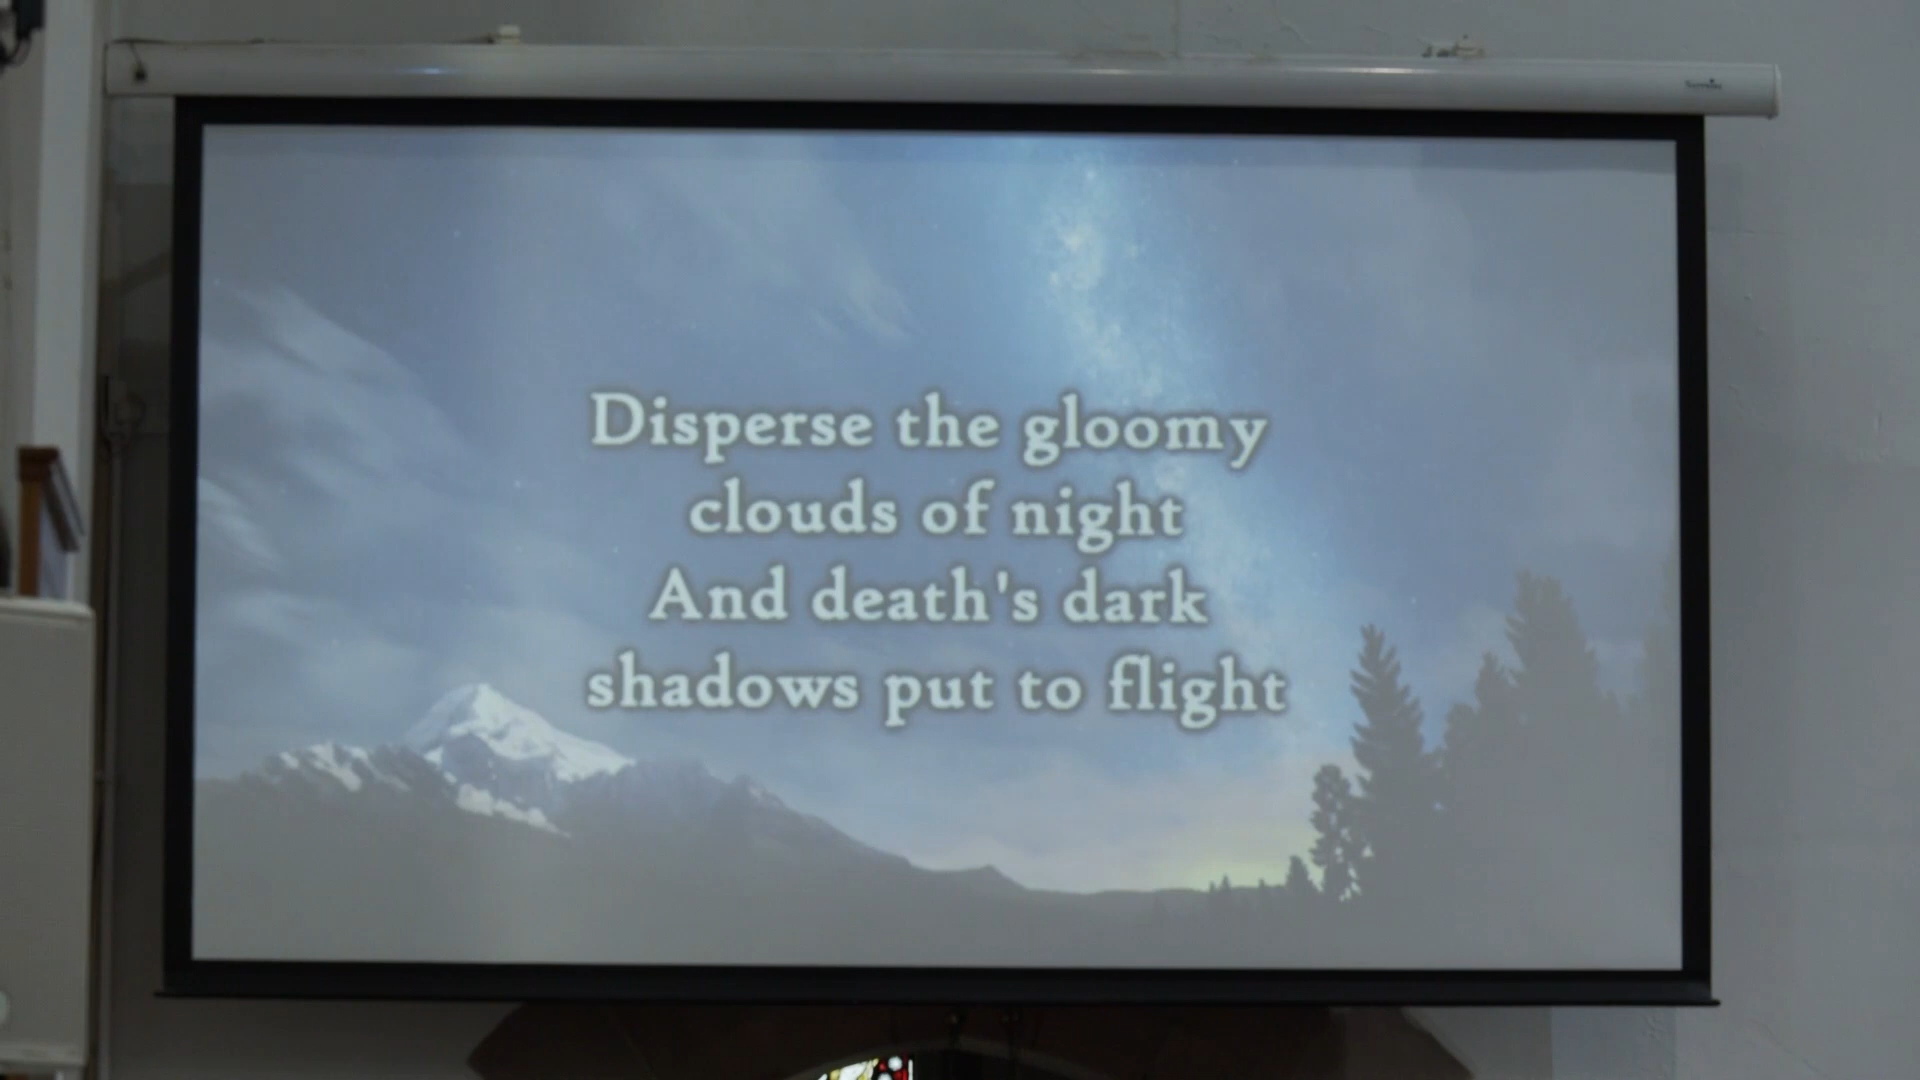 Disperse the gloomy
clouds of night
And death's dark
shadows put to flight